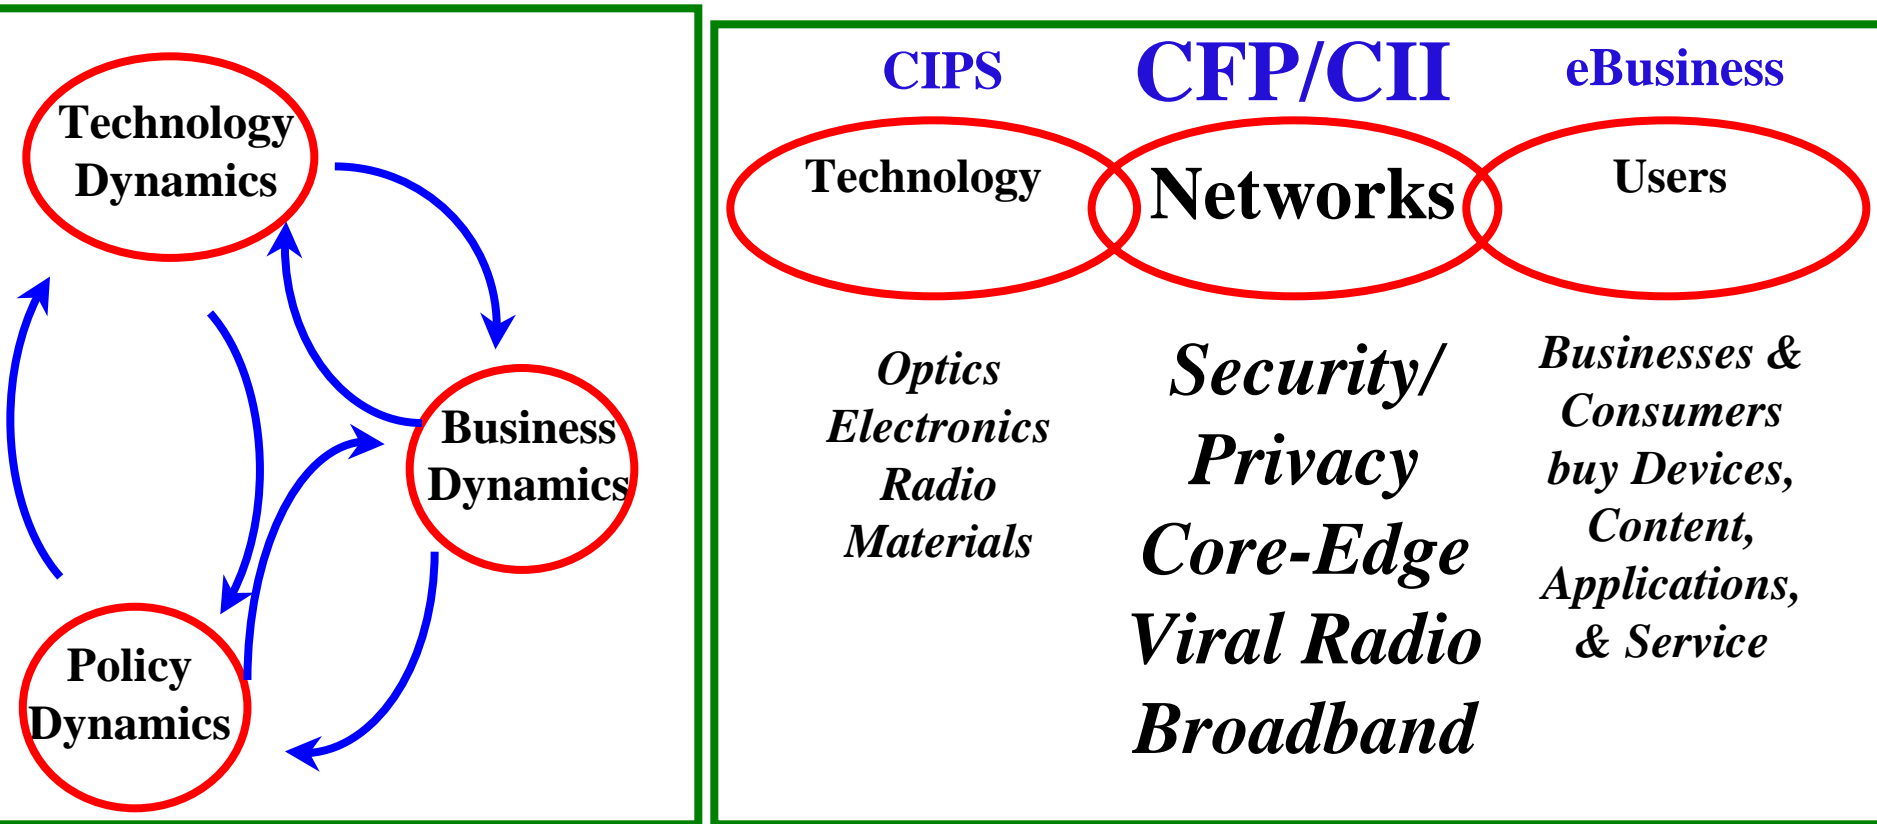 Technology
Dynamics
Business
Dynamics
Policy
Dynamics
CIPS
CFP/CII
eBusiness
Technology
Networks
Users
Optics
Electronics
Radio
Materials
Security/
Privacy
Core-Edge
Viral Radio
Broadband
Businesses &
Consumers
buy Devices,
Content,
Applications,
& Service